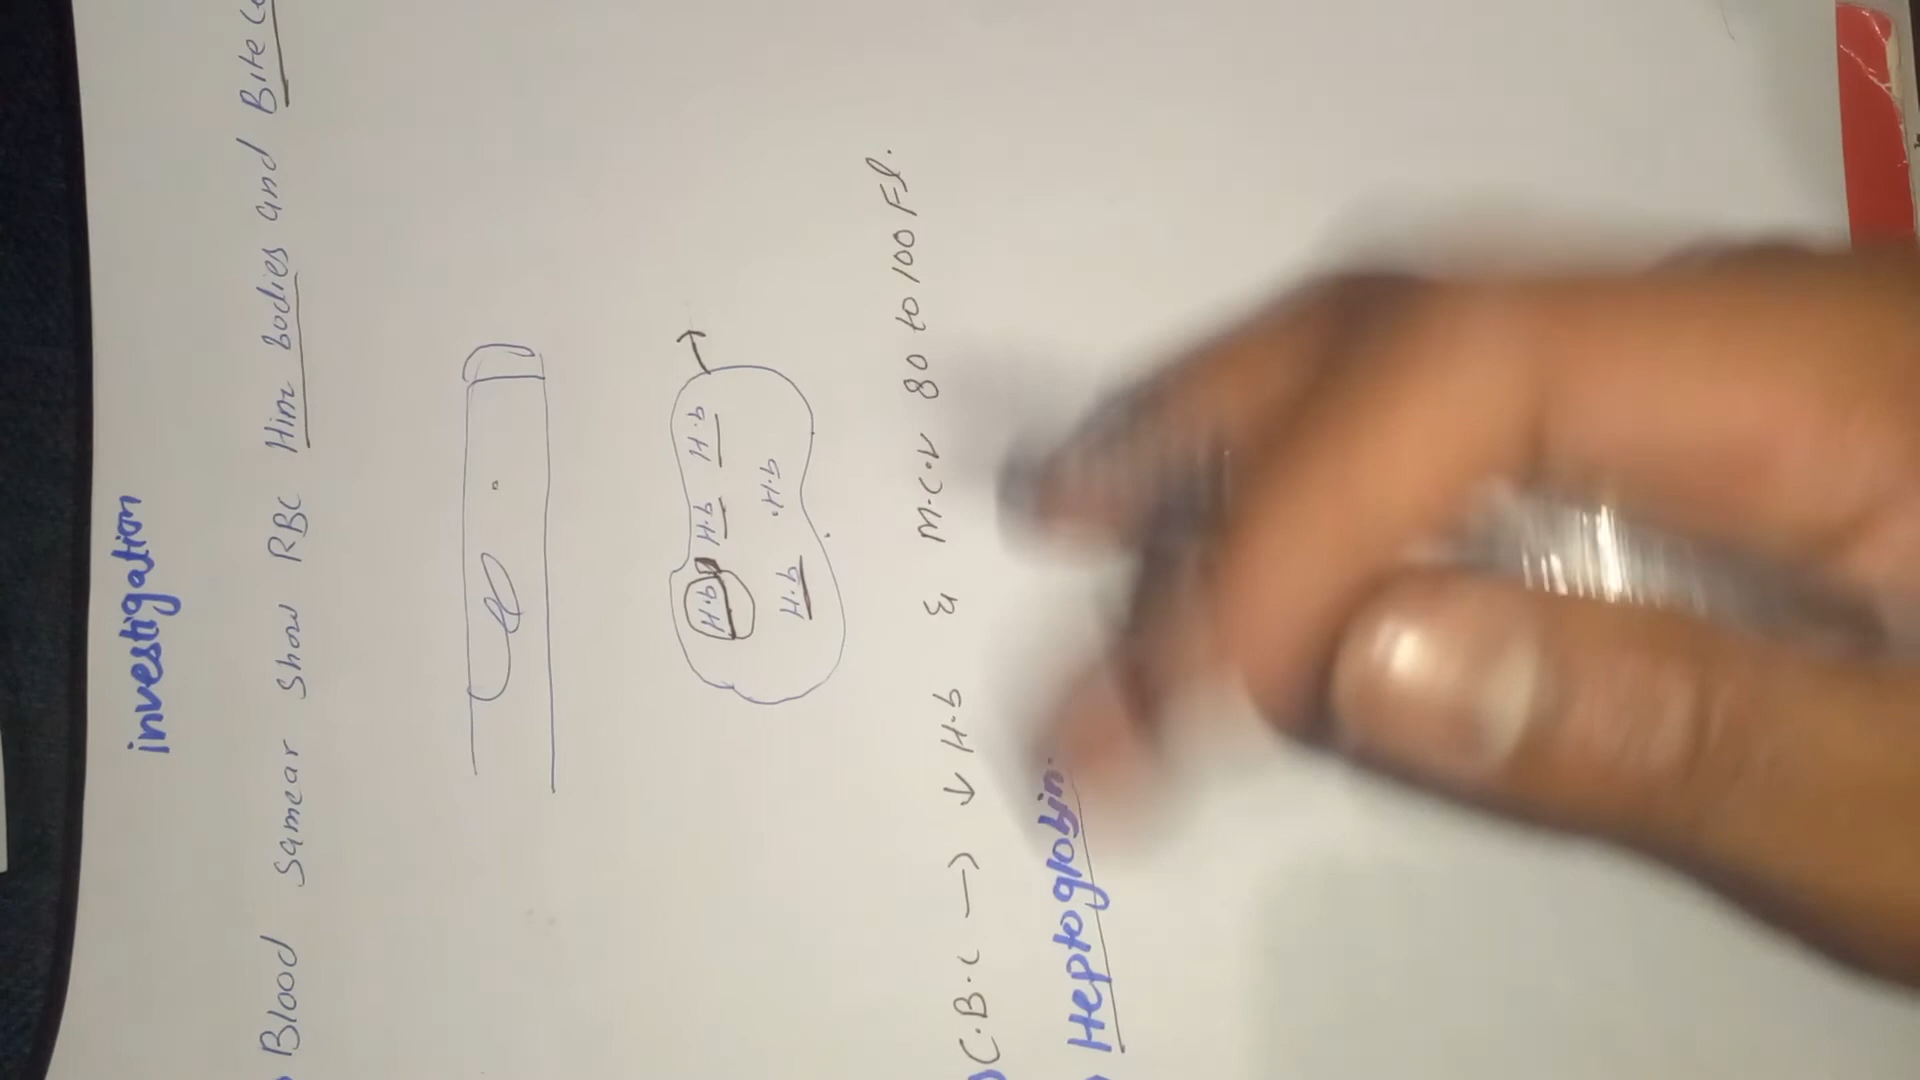 investigation
Blood Samear Show RBC Hinz bodies and Bite
H.b H.b H.b
H.b H.b
C.B.C → ↓ H.b & M.C.V 80 to 100 Fl.
Heptoglobin.